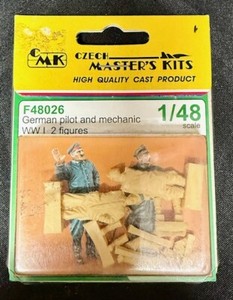 CMK
CZECH
MASTER'S KITS
HIGH QUALITY CAST PRODUCT
F48026
1/48
German pilot and mechanic
scale
WW I 2 figures